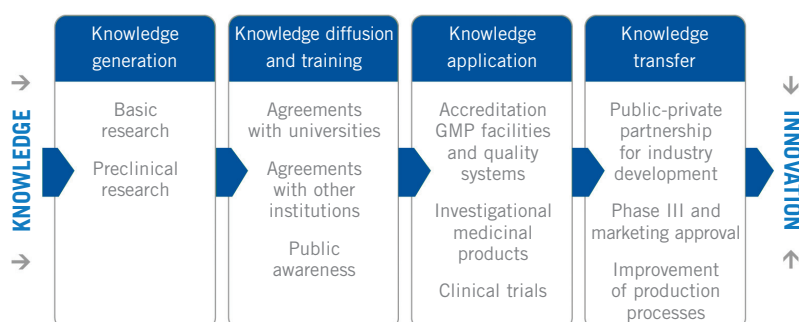 KNOWLEDGE
Knowledge
generation
Basic
research
Preclinical
research
Knowledge diffusion
and training
Agreements
with universities
Agreements
with other
institutions
Public
awareness
Knowledge
application
Accreditation
GMP facilities
and quality
systems
Investigational
medicinal
products
Clinical trials
Knowledge
transfer
Public-private
partnership
for industry
development
Phase III and
marketing approval
Improvement
of production
processes
INNOVATION